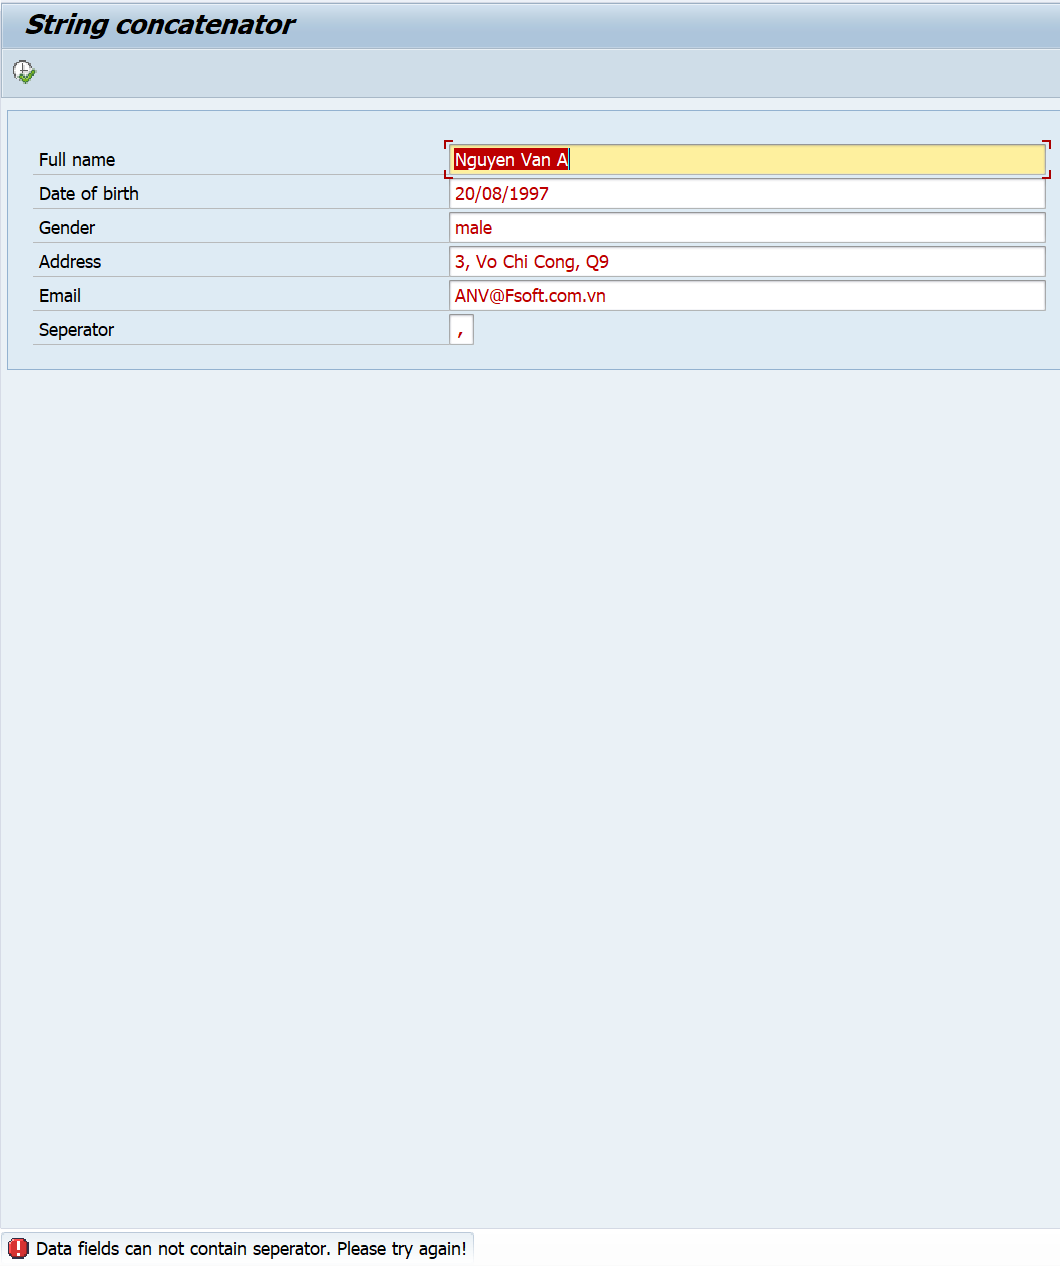 String concatenator
Full name Nguyen Van A
Date of birth 20/08/1997
Gender male
Address 3, Vo Chi Cong, Q9
Email ANV@Fsoft.com.vn
Seperator ,
Data fields can not contain seperator. Please try again!